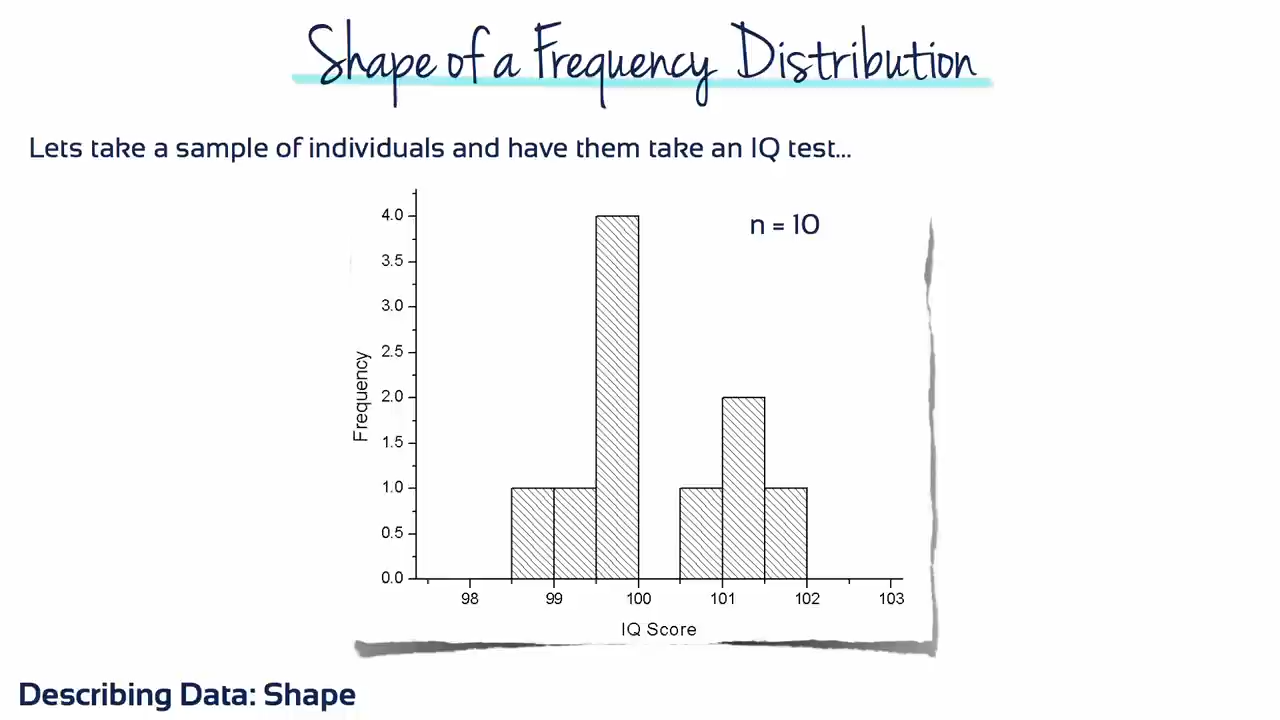 Shape of a Frequency Distribution
Lets take a sample of individuals and have them take an IQ test...
n = 10
4.0
3.5
3.0
2.5
2.0
1.5
1.0
0.5
0.0
Frequency
98 99 100 101 102 103
IQ Score
Describing Data: Shape